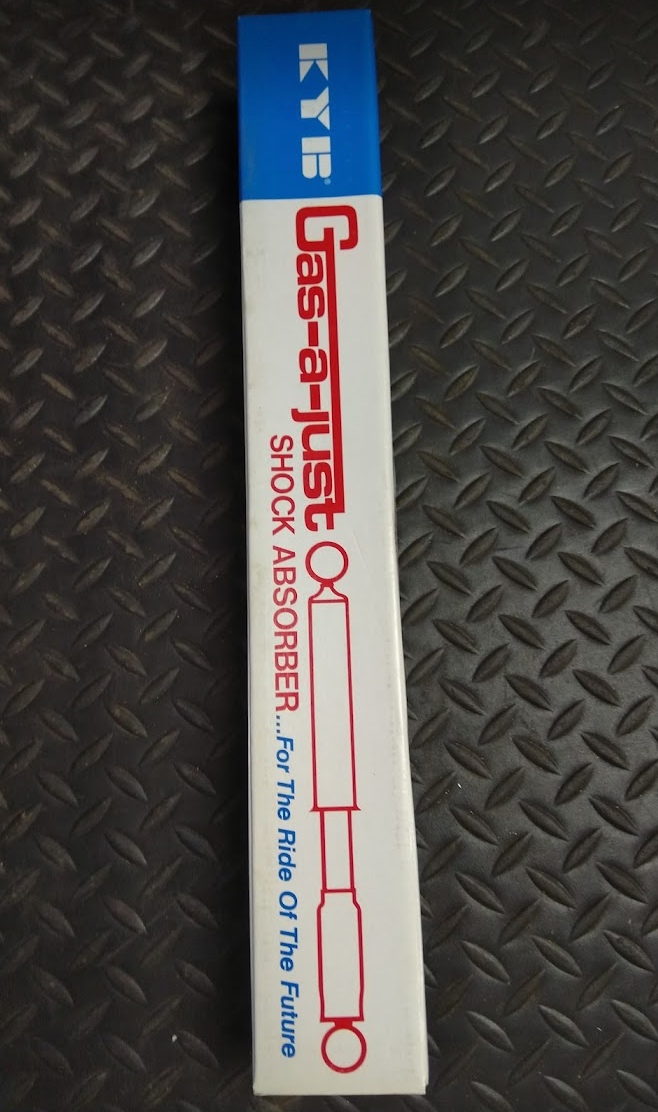 KYB®
Gas-a-just
SHOCK ABSORBER...For The Ride Of The Future